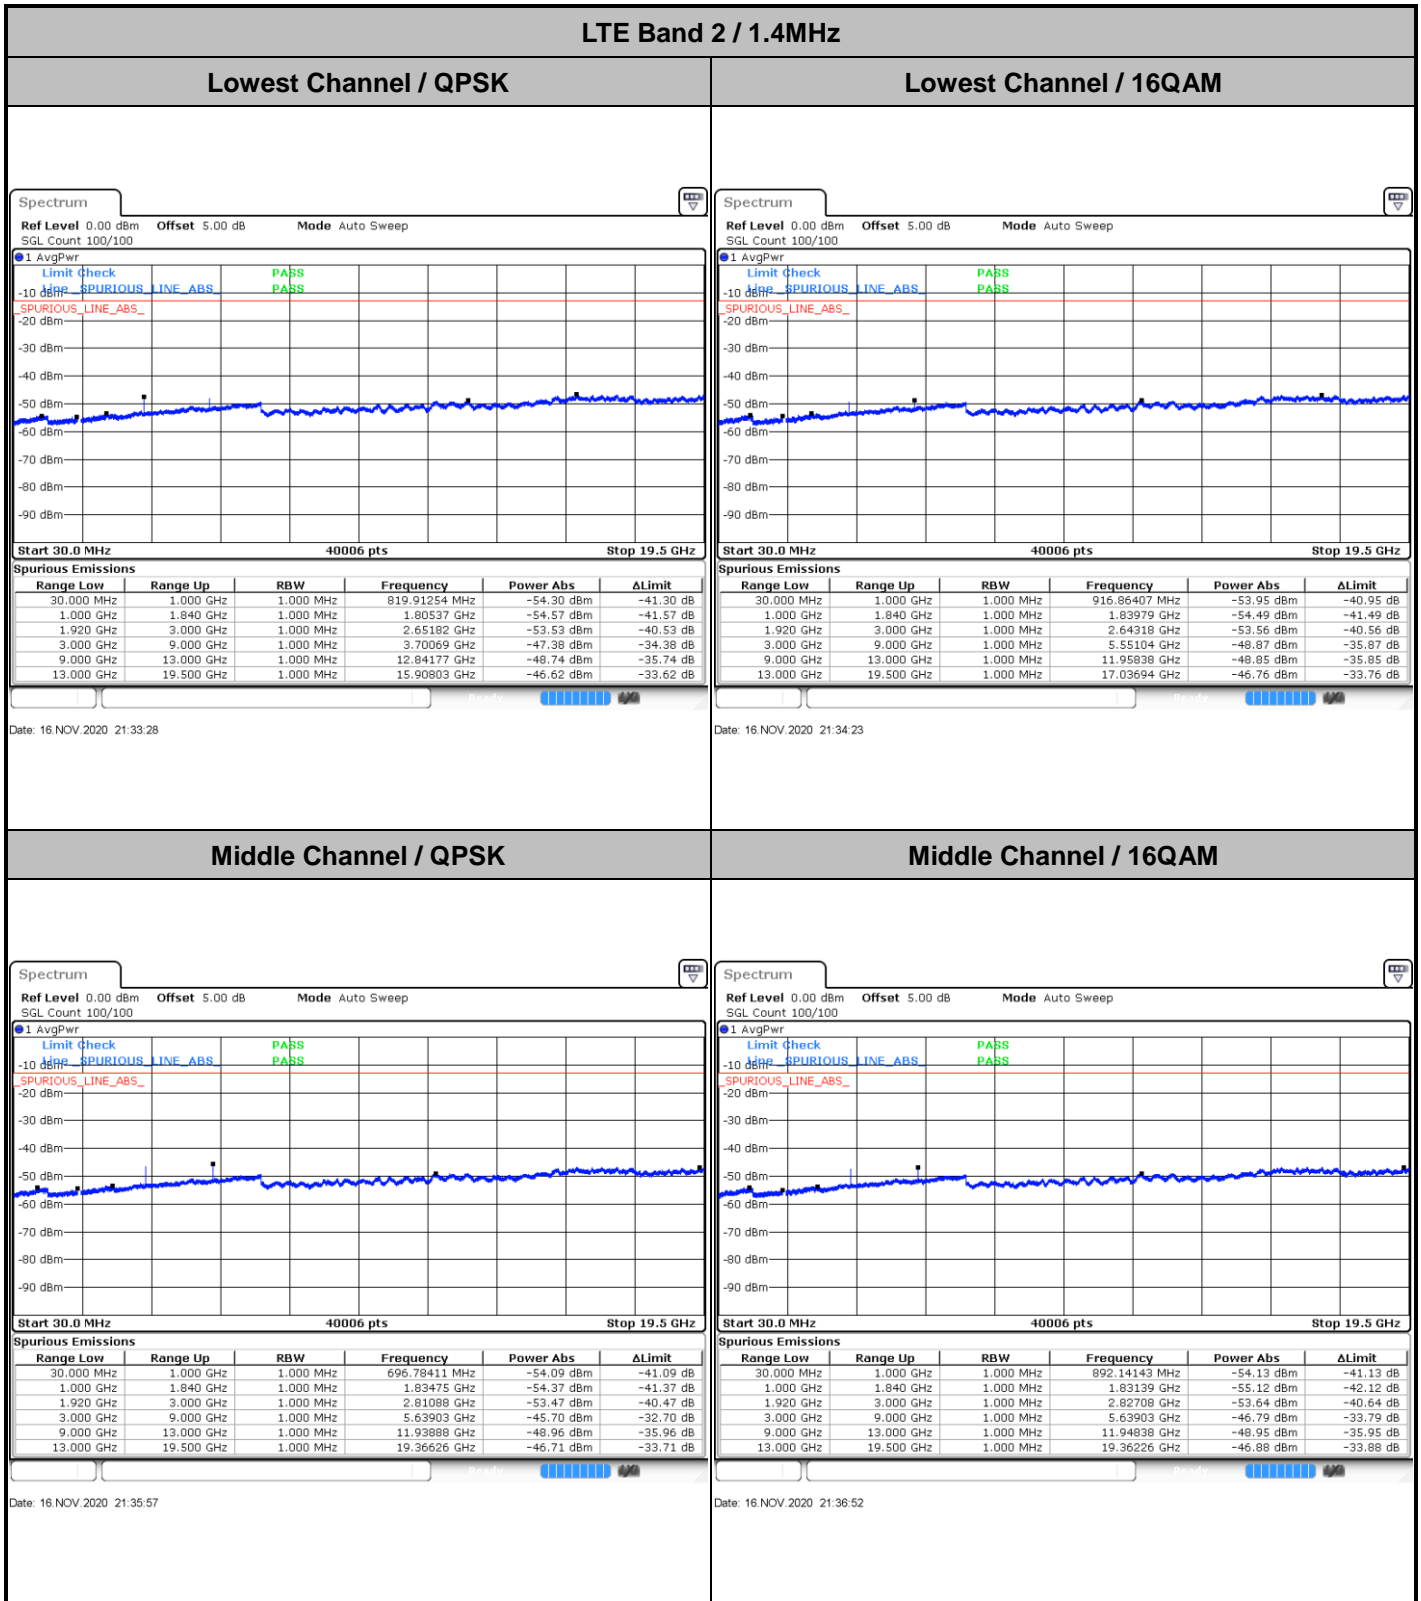 LTE Band 2 / 1.4MHz
Lowest Channel / QPSK
Lowest Channel / 16QAM
Spectrum
Ref Level 0.00 dBm Offset 5.00 dB Mode Auto Sweep
SGL Count 100/100
1 AvgPwr
Limit Check PASS
Line _SPURIOUS_LINE_ABS_ PASS
-10 dBm
_SPURIOUS_LINE_ABS_
-20 dBm
-30 dBm
-40 dBm
-50 dBm
-60 dBm
-70 dBm
-80 dBm
-90 dBm
Start 30.0 MHz 40006 pts Stop 19.5 GHz
Spurious Emissions
Range Low Range Up RBW Frequency Power Abs ΔLimit
30.000 MHz 1.000 GHz 1.000 MHz 819.91254 MHz -54.30 dBm -41.30 dB
1.000 GHz 1.840 GHz 1.000 MHz 1.80537 GHz -54.57 dBm -41.57 dB
1.920 GHz 3.000 GHz 1.000 MHz 2.65182 GHz -53.53 dBm -40.53 dB
3.000 GHz 9.000 GHz 1.000 MHz 3.70069 GHz -47.38 dBm -34.38 dB
9.000 GHz 13.000 GHz 1.000 MHz 12.84177 GHz -48.74 dBm -35.74 dB
13.000 GHz 19.500 GHz 1.000 MHz 15.90803 GHz -46.62 dBm -33.62 dB
Date: 16.NOV.2020 21:33:28
Spectrum
Ref Level 0.00 dBm Offset 5.00 dB Mode Auto Sweep
SGL Count 100/100
1 AvgPwr
Limit Check PASS
Line _SPURIOUS_LINE_ABS_ PASS
-10 dBm
_SPURIOUS_LINE_ABS_
-20 dBm
-30 dBm
-40 dBm
-50 dBm
-60 dBm
-70 dBm
-80 dBm
-90 dBm
Start 30.0 MHz 40006 pts Stop 19.5 GHz
Spurious Emissions
Range Low Range Up RBW Frequency Power Abs ΔLimit
30.000 MHz 1.000 GHz 1.000 MHz 916.86407 MHz -53.95 dBm -40.95 dB
1.000 GHz 1.840 GHz 1.000 MHz 1.83979 GHz -54.49 dBm -41.49 dB
1.920 GHz 3.000 GHz 1.000 MHz 2.64318 GHz -53.56 dBm -40.56 dB
3.000 GHz 9.000 GHz 1.000 MHz 5.55104 GHz -48.87 dBm -35.87 dB
9.000 GHz 13.000 GHz 1.000 MHz 11.95838 GHz -48.85 dBm -35.85 dB
13.000 GHz 19.500 GHz 1.000 MHz 17.03694 GHz -46.76 dBm -33.76 dB
Date: 16.NOV.2020 21:34:23
Middle Channel / QPSK
Middle Channel / 16QAM
Spectrum
Ref Level 0.00 dBm Offset 5.00 dB Mode Auto Sweep
SGL Count 100/100
1 AvgPwr
Limit Check PASS
Line _SPURIOUS_LINE_ABS_ PASS
-10 dBm
_SPURIOUS_LINE_ABS_
-20 dBm
-30 dBm
-40 dBm
-50 dBm
-60 dBm
-70 dBm
-80 dBm
-90 dBm
Start 30.0 MHz 40006 pts Stop 19.5 GHz
Spurious Emissions
Range Low Range Up RBW Frequency Power Abs ΔLimit
30.000 MHz 1.000 GHz 1.000 MHz 696.78411 MHz -54.09 dBm -41.09 dB
1.000 GHz 1.840 GHz 1.000 MHz 1.83475 GHz -54.37 dBm -41.37 dB
1.920 GHz 3.000 GHz 1.000 MHz 2.81088 GHz -53.47 dBm -40.47 dB
3.000 GHz 9.000 GHz 1.000 MHz 5.63903 GHz -45.70 dBm -32.70 dB
9.000 GHz 13.000 GHz 1.000 MHz 11.93888 GHz -48.96 dBm -35.96 dB
13.000 GHz 19.500 GHz 1.000 MHz 19.36626 GHz -46.71 dBm -33.71 dB
Date: 16.NOV.2020 21:35:57
Spectrum
Ref Level 0.00 dBm Offset 5.00 dB Mode Auto Sweep
SGL Count 100/100
1 AvgPwr
Limit Check PASS
Line _SPURIOUS_LINE_ABS_ PASS
-10 dBm
_SPURIOUS_LINE_ABS_
-20 dBm
-30 dBm
-40 dBm
-50 dBm
-60 dBm
-70 dBm
-80 dBm
-90 dBm
Start 30.0 MHz 40006 pts Stop 19.5 GHz
Spurious Emissions
Range Low Range Up RBW Frequency Power Abs ΔLimit
30.000 MHz 1.000 GHz 1.000 MHz 892.14143 MHz -54.13 dBm -41.13 dB
1.000 GHz 1.840 GHz 1.000 MHz 1.83139 GHz -55.12 dBm -42.12 dB
1.920 GHz 3.000 GHz 1.000 MHz 2.82708 GHz -53.64 dBm -40.64 dB
3.000 GHz 9.000 GHz 1.000 MHz 5.63903 GHz -46.79 dBm -33.79 dB
9.000 GHz 13.000 GHz 1.000 MHz 11.94838 GHz -48.95 dBm -35.95 dB
13.000 GHz 19.500 GHz 1.000 MHz 19.36226 GHz -46.88 dBm -33.88 dB
Date: 16.NOV.2020 21:36:52